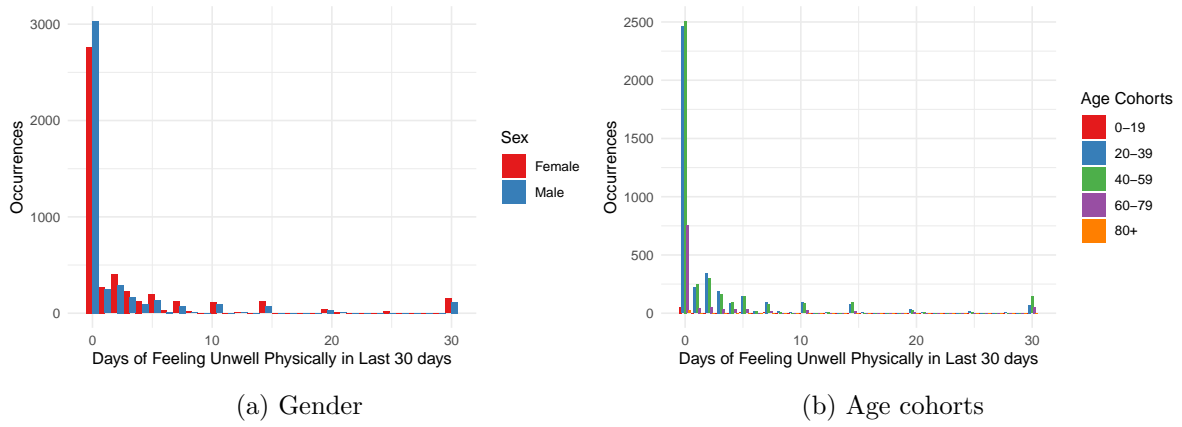 3000
2000
1000
0
Occurrences
0
10
20
30
Days of Feeling Unwell Physically in Last 30 days
Sex
Female
Male
(a) Gender
2500
2000
1500
1000
500
0
Occurrences
0
10
20
30
Days of Feeling Unwell Physically in Last 30 days
Age Cohorts
0−19
20−39
40−59
60−79
80+
(b) Age cohorts